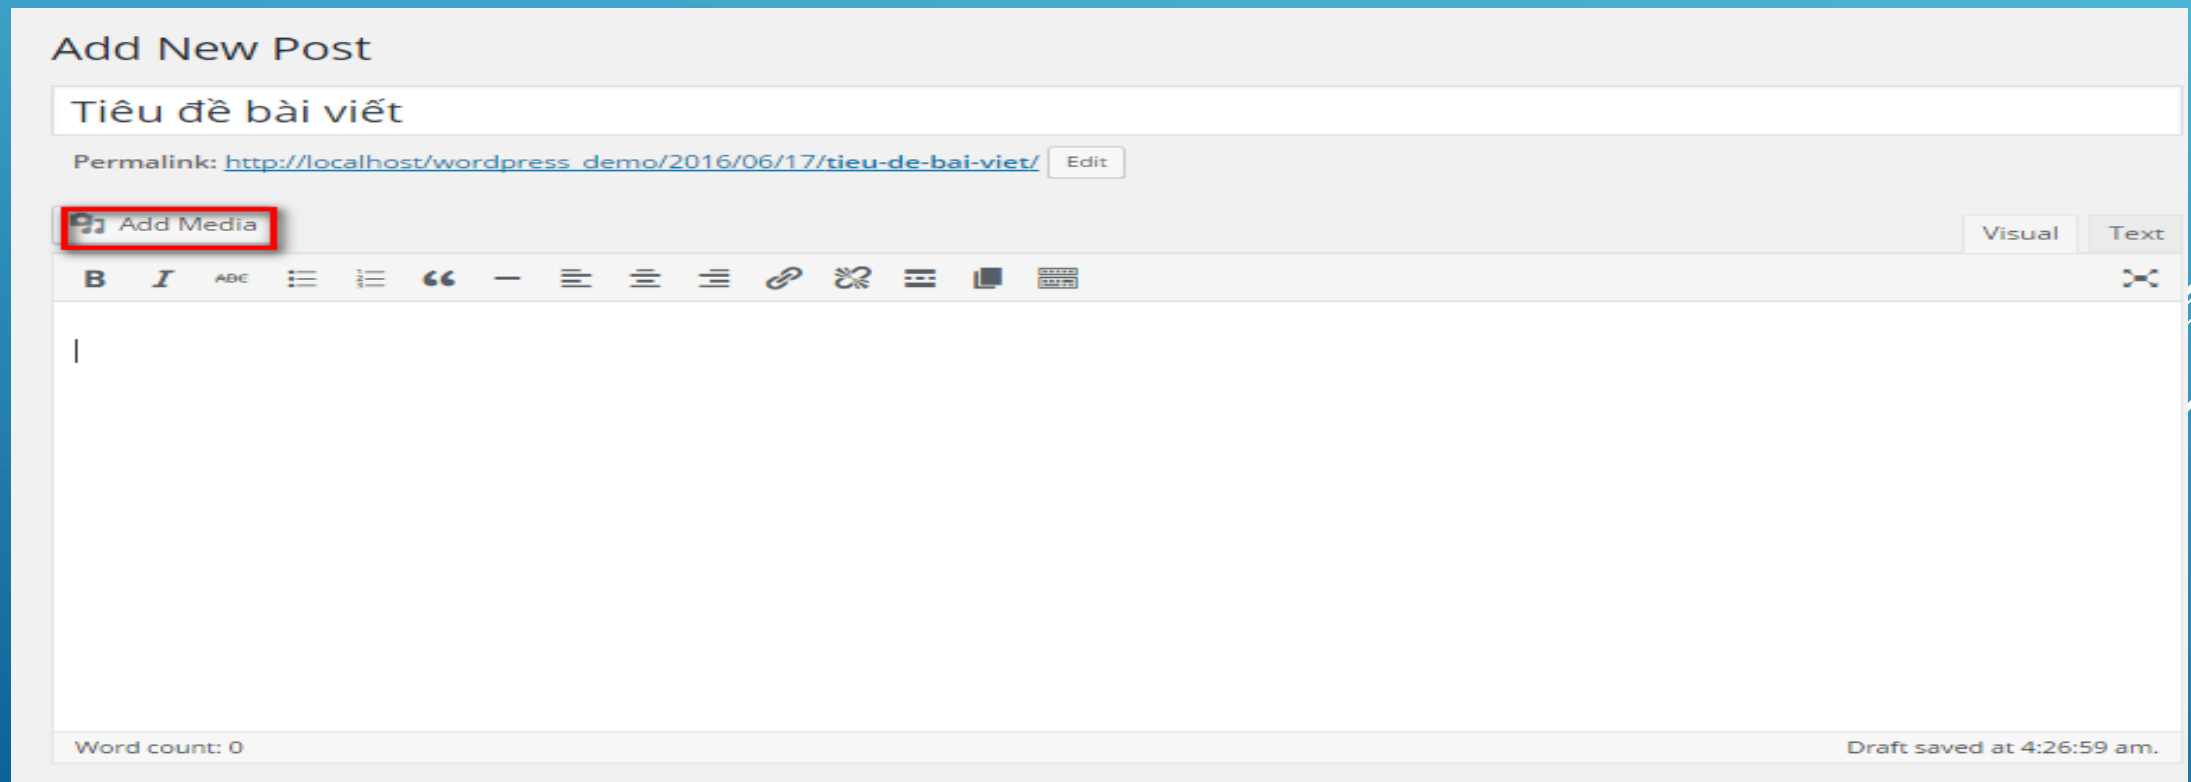 Add New Post
Tiêu đề bài viết
Permalink: http://localhost/wordpress_demo/2016/06/17/tieu-de-bai-viet/ Edit
Add Media
Visual Text
B I ABC
Word count: 0 Draft saved at 4:26:59 am.